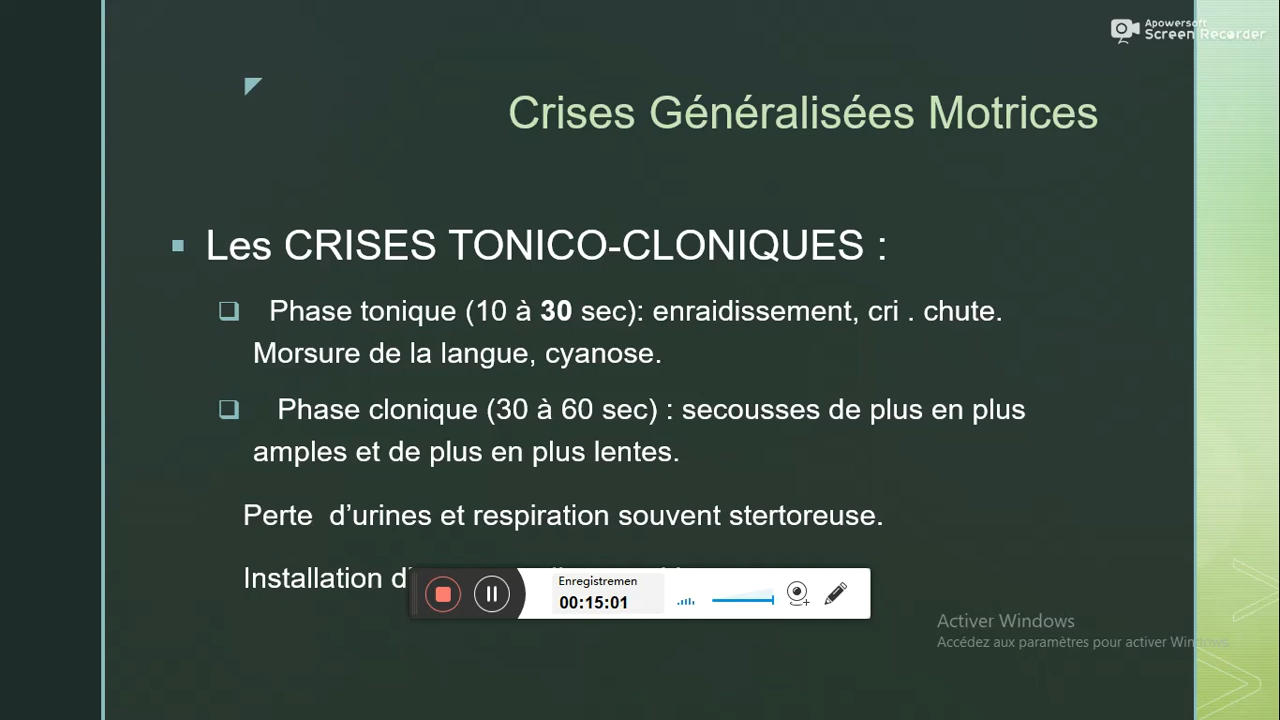 Apowersoft
Screen Recorder
Crises Généralisées Motrices
Les CRISES TONICO-CLONIQUES :
Phase tonique (10 à 30 sec): enraidissement, cri . chute.
Morsure de la langue, cyanose.
Phase clonique (30 à 60 sec) : secousses de plus en plus
amples et de plus en plus lentes.
Perte d’urines et respiration souvent stertoreuse.
Installation
Enregistremen
00:15:01
Activer Windows
Accédez aux paramètres pour activer Windows.